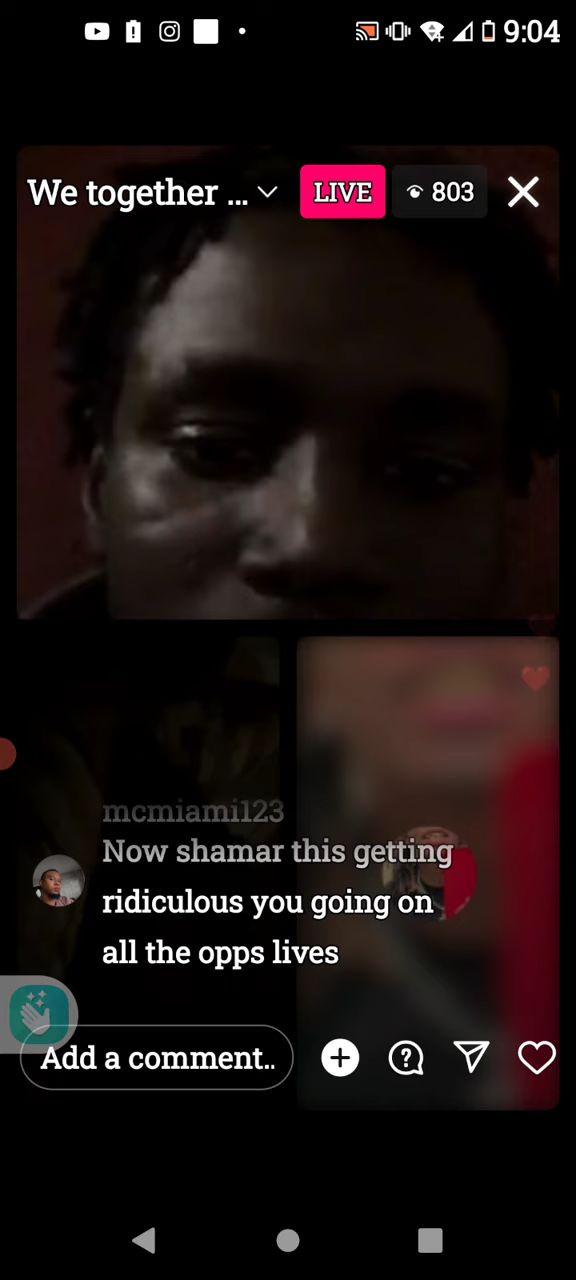 9:04
We together ...
LIVE
803
mcmiami123
Now shamar this getting
ridiculous you going on
all the opps lives
Add a comment..